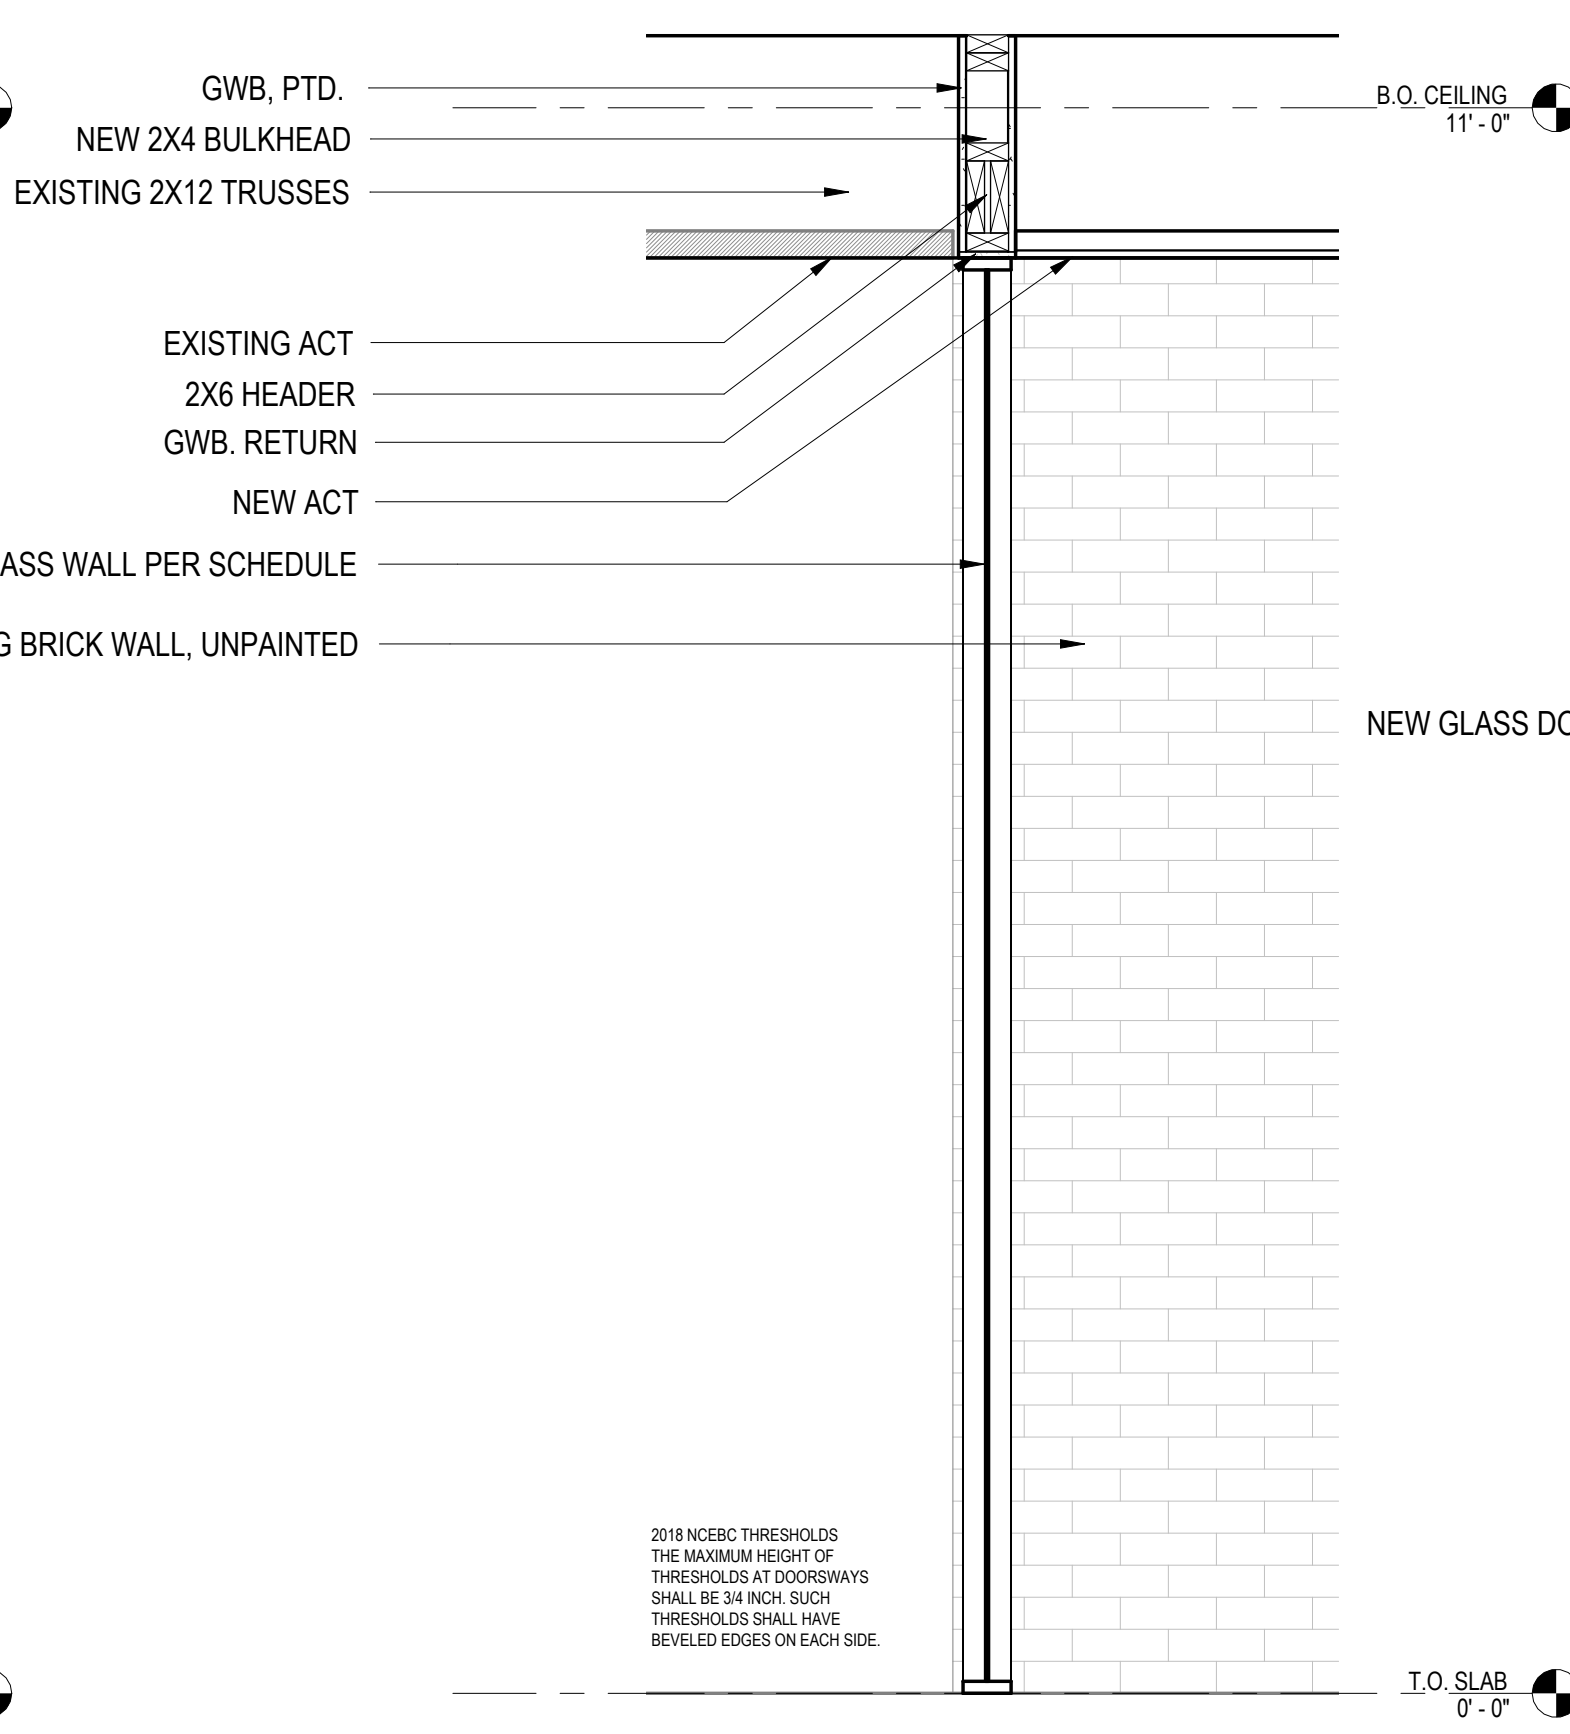 GWB, PTD.
NEW 2X4 BULKHEAD
EXISTING 2X12 TRUSSES
B.O. CEILING
11' - 0"
EXISTING ACT
2X6 HEADER
GWB. RETURN
NEW ACT
ASS WALL PER SCHEDULE
G BRICK WALL, UNPAINTED
NEW GLASS DO
2018 NCEBC THRESHOLDS
THE MAXIMUM HEIGHT OF
THRESHOLDS AT DOORSWAYS
SHALL BE 3/4 INCH. SUCH
THRESHOLDS SHALL HAVE
BEVELED EDGES ON EACH SIDE.
T.O. SLAB
0' - 0"